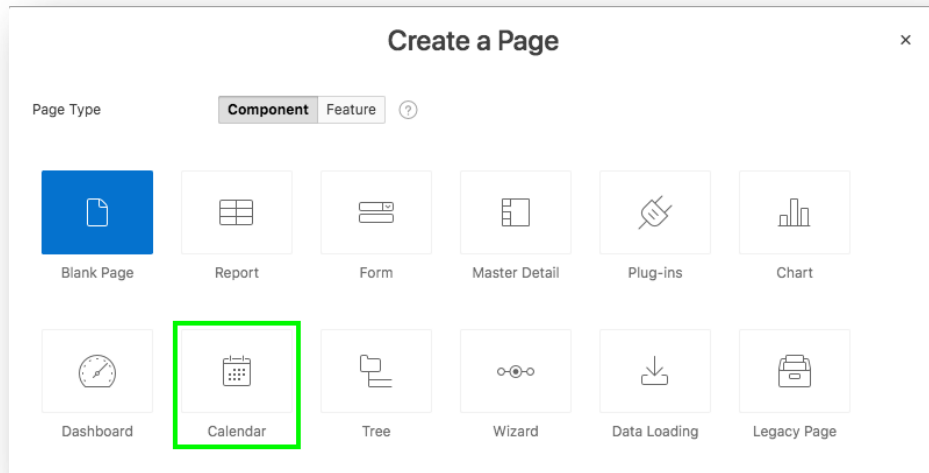 Create a Page
×
Page Type Component Feature ?
Blank Page Report Form Master Detail Plug-ins Chart
Dashboard Calendar Tree Wizard Data Loading Legacy Page